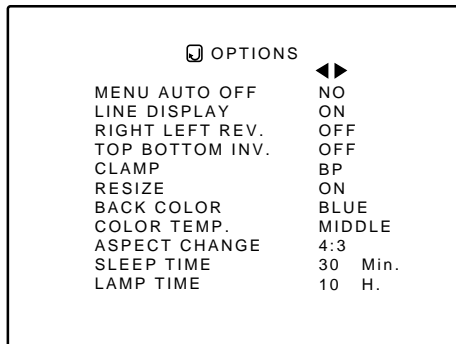 OPTIONS
MENU AUTO OFF NO
LINE DISPLAY ON
RIGHT LEFT REV. OFF
TOP BOTTOM INV. OFF
CLAMP BP
RESIZE ON
BACK COLOR BLUE
COLOR TEMP. MIDDLE
ASPECT CHANGE 4:3
SLEEP TIME 30 Min.
LAMP TIME 10 H.